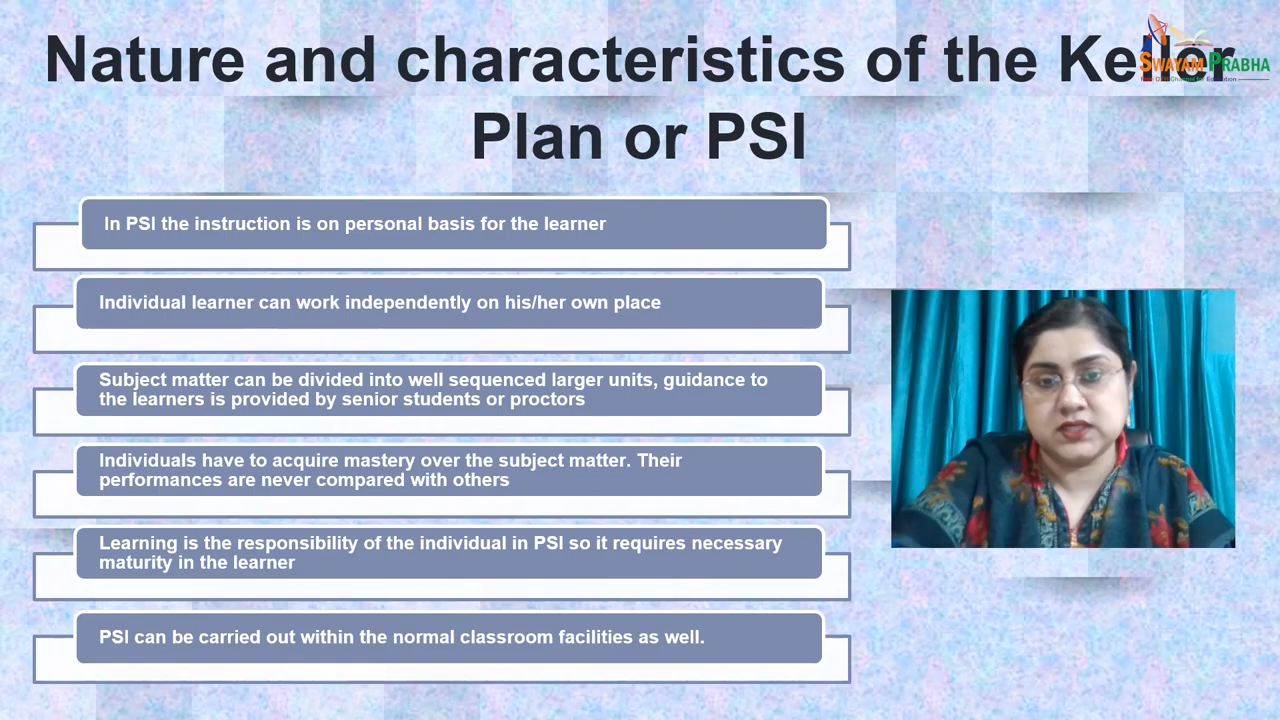 Nature and characteristics of the Keller
Plan or PSI
SWAYAM PRABHA
In PSI the instruction is on personal basis for the learner
Individual learner can work independently on his/her own place
Subject matter can be divided into well sequenced larger units, guidance to
the learners is provided by senior students or proctors
Individuals have to acquire mastery over the subject matter. Their
performances are never compared with others
Learning is the responsibility of the individual in PSI so it requires necessary
maturity in the learner
PSI can be carried out within the normal classroom facilities as well.